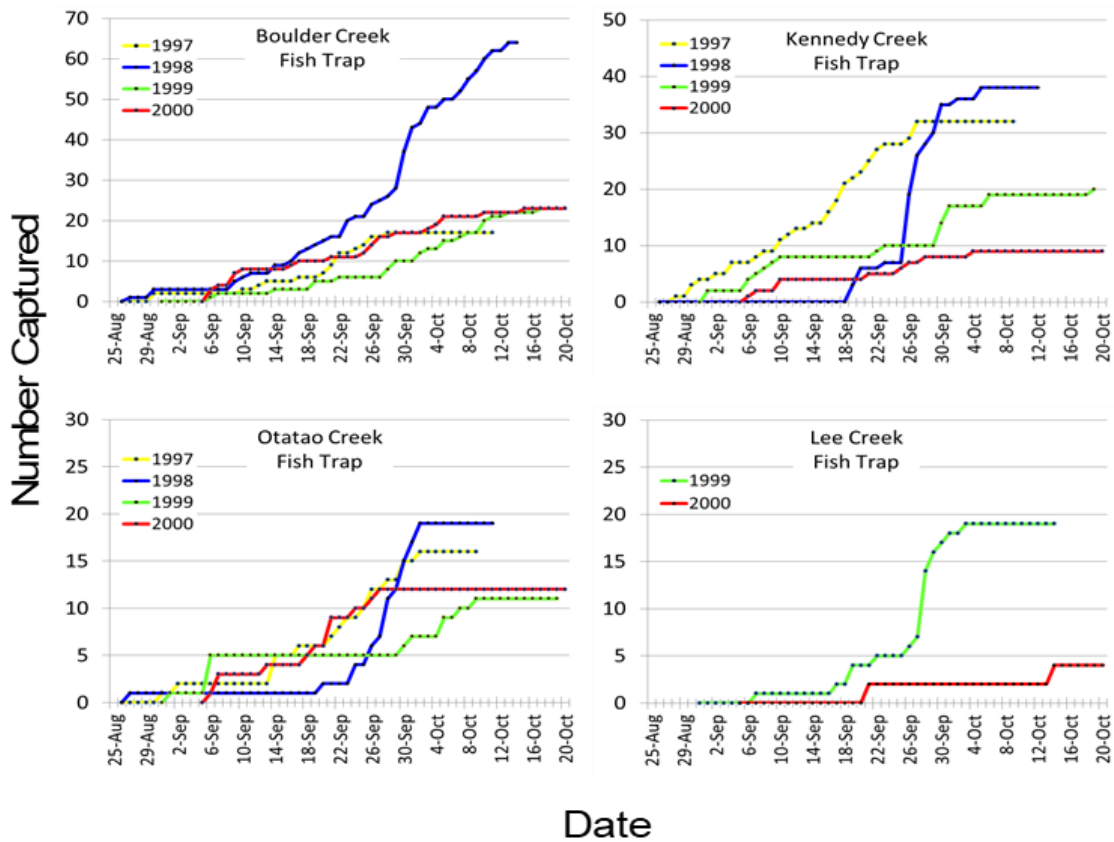 Number Captured
70
60
50
40
30
20
10
0
Boulder Creek
Fish Trap
1997
1998
1999
2000
25-Aug
29-Aug
2-Sep
6-Sep
10-Sep
14-Sep
18-Sep
22-Sep
26-Sep
30-Sep
4-Oct
8-Oct
12-Oct
16-Oct
20-Oct
50
40
30
20
10
0
Kennedy Creek
Fish Trap
1997
1998
1999
2000
25-Aug
29-Aug
2-Sep
6-Sep
10-Sep
14-Sep
18-Sep
22-Sep
26-Sep
30-Sep
4-Oct
8-Oct
12-Oct
16-Oct
20-Oct
30
25
20
15
10
5
0
Otatao Creek
Fish Trap
1997
1998
1999
2000
25-Aug
29-Aug
2-Sep
6-Sep
10-Sep
14-Sep
18-Sep
22-Sep
26-Sep
30-Sep
4-Oct
8-Oct
12-Oct
16-Oct
20-Oct
30
25
20
15
10
5
0
Lee Creek
Fish Trap
1999
2000
25-Aug
29-Aug
2-Sep
6-Sep
10-Sep
14-Sep
18-Sep
22-Sep
26-Sep
30-Sep
4-Oct
8-Oct
12-Oct
16-Oct
20-Oct
Date